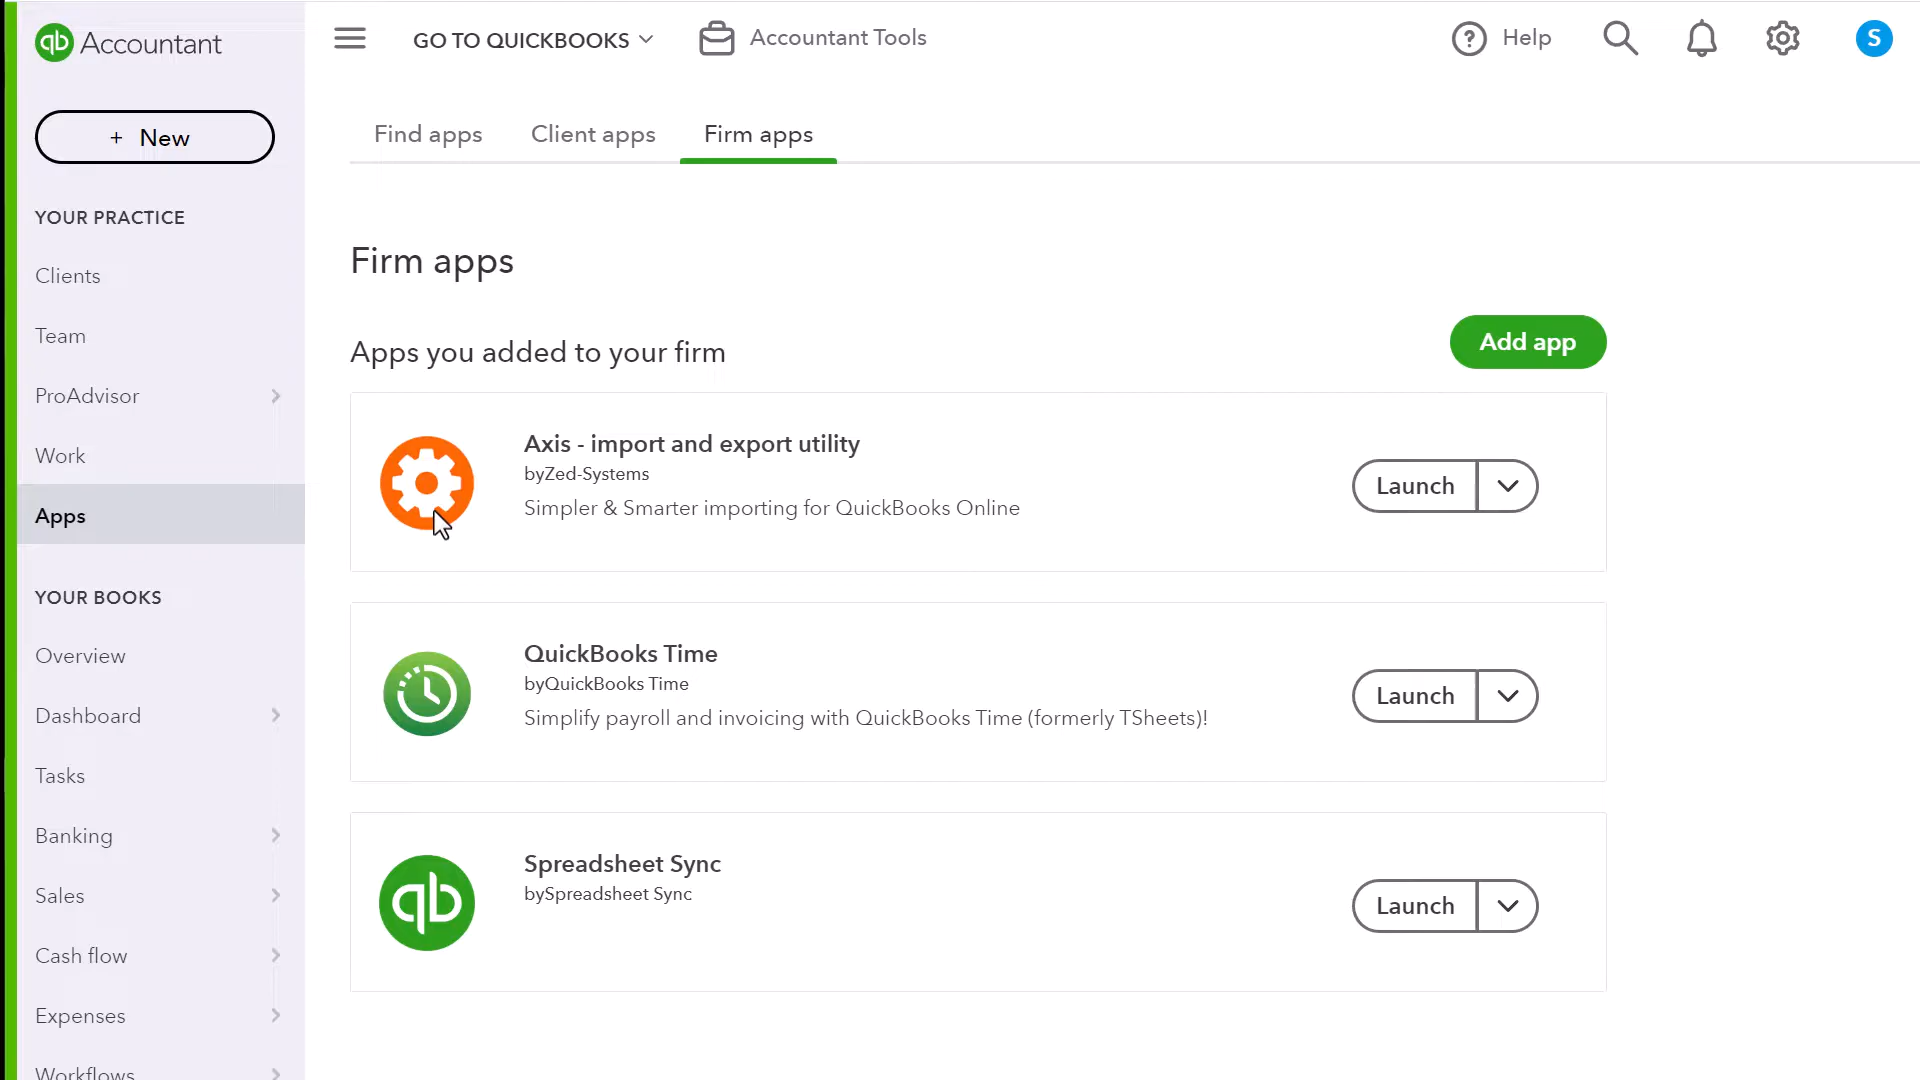 qb Accountant
GO TO QUICKBOOKS
Accountant Tools
? Help
S
+ New
Find apps
Client apps
Firm apps
YOUR PRACTICE
Clients
Team
ProAdvisor
Work
Apps
YOUR BOOKS
Overview
Dashboard
Tasks
Banking
Sales
Cash flow
Expenses
Workflows
Firm apps
Apps you added to your firm
Add app
Axis - import and export utility
byZed-Systems
Simpler & Smarter importing for QuickBooks Online
Launch
QuickBooks Time
byQuickBooks Time
Simplify payroll and invoicing with QuickBooks Time (formerly TSheets)!
Launch
qb
Spreadsheet Sync
bySpreadsheet Sync
Launch